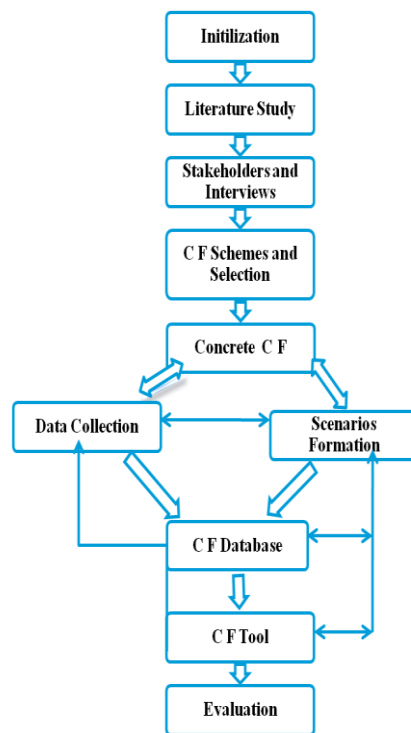 Initilization
Literature Study
Stakeholders and
Interviews
C F Schemes and
Selection
Concrete C F
Data Collection
Scenarios
Formation
C F Database
C F Tool
Evaluation